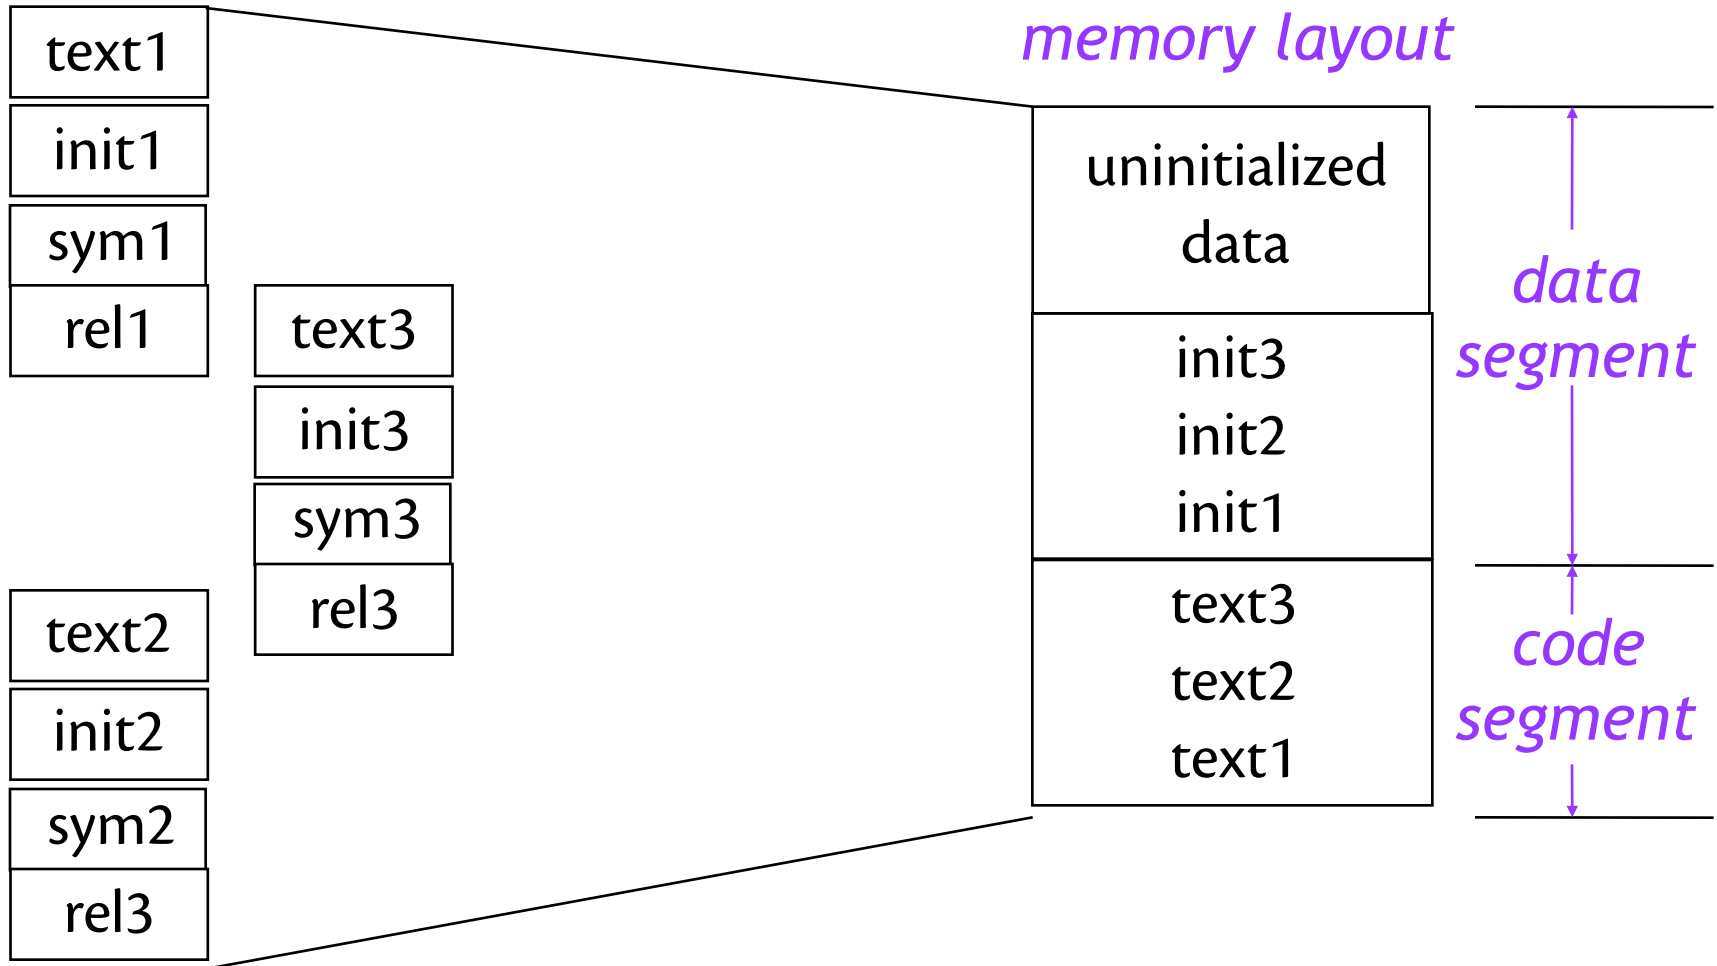 text1
init1
sym1
rel1
text3
init3
sym3
rel3
text2
init2
sym2
rel3
memory layout
uninitialized
data
init3
init2
init1
text3
text2
text1
data
segment
code
segment